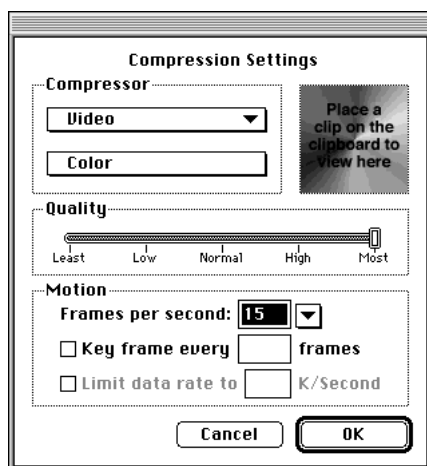 Compression Settings
Compressor
Video
Color
Place a
clip on the
clipboard to
view here
Quality
Least Low Normal High Most
Motion
Frames per second: 15
Key frame every frames
Limit data rate to K/Second
Cancel OK